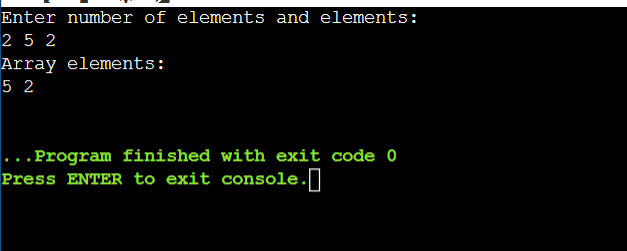 Enter number of elements and elements:
2 5 2
Array elements:
5 2
...Program finished with exit code 0
Press ENTER to exit console.